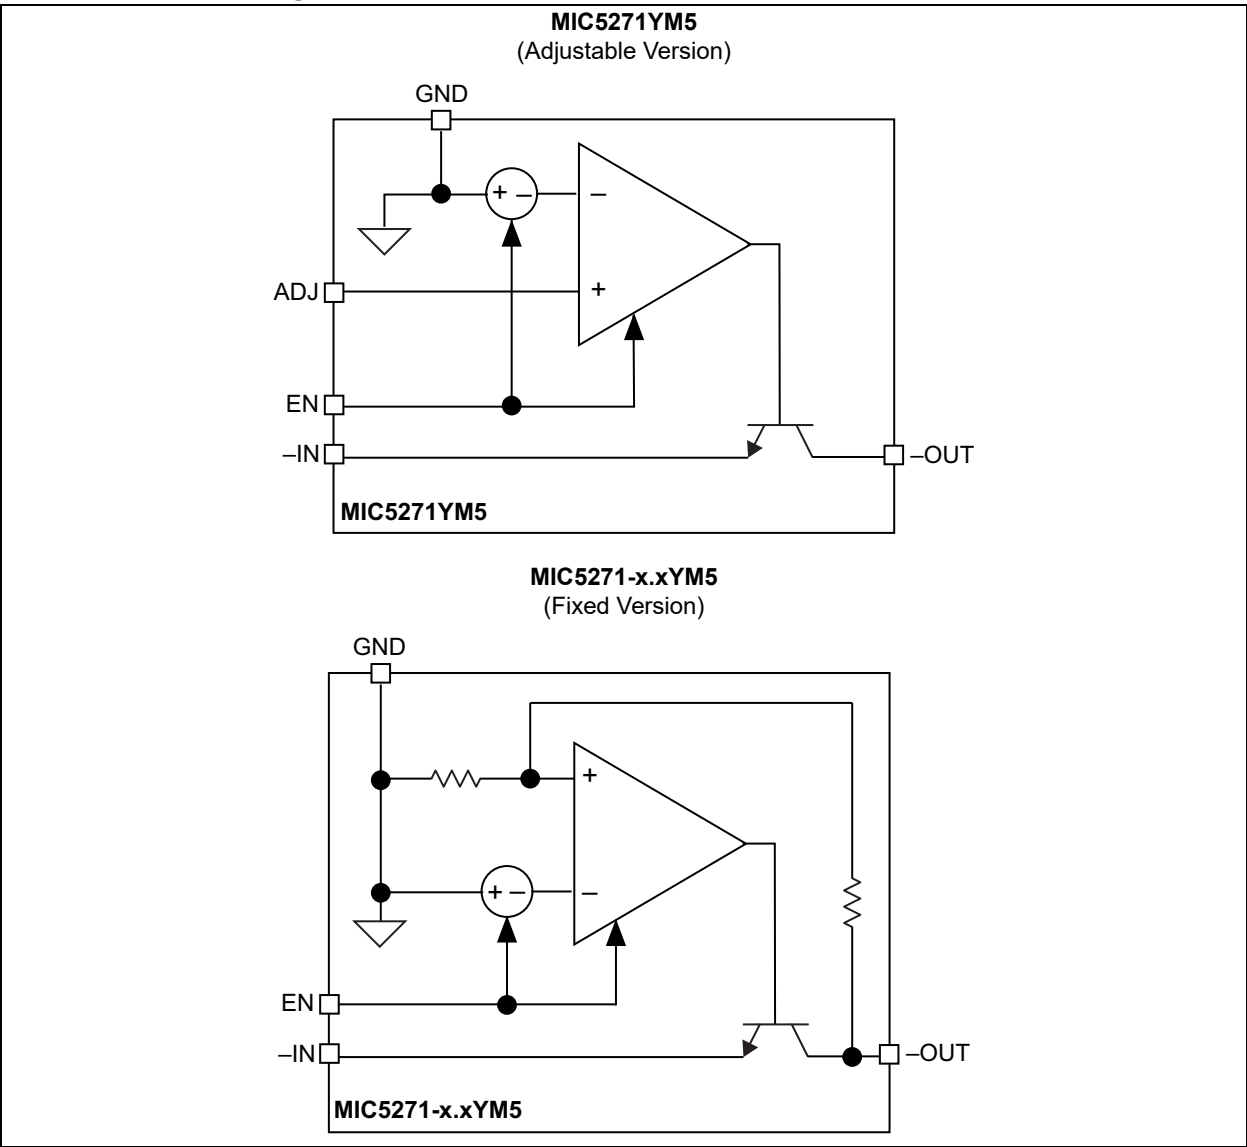 MIC5271YM5
(Adjustable Version)
GND
+ –
–
ADJ
+
EN
–IN
–OUT
MIC5271YM5
MIC5271-x.xYM5
(Fixed Version)
GND
+
+ –
–
EN
–IN
–OUT
MIC5271-x.xYM5